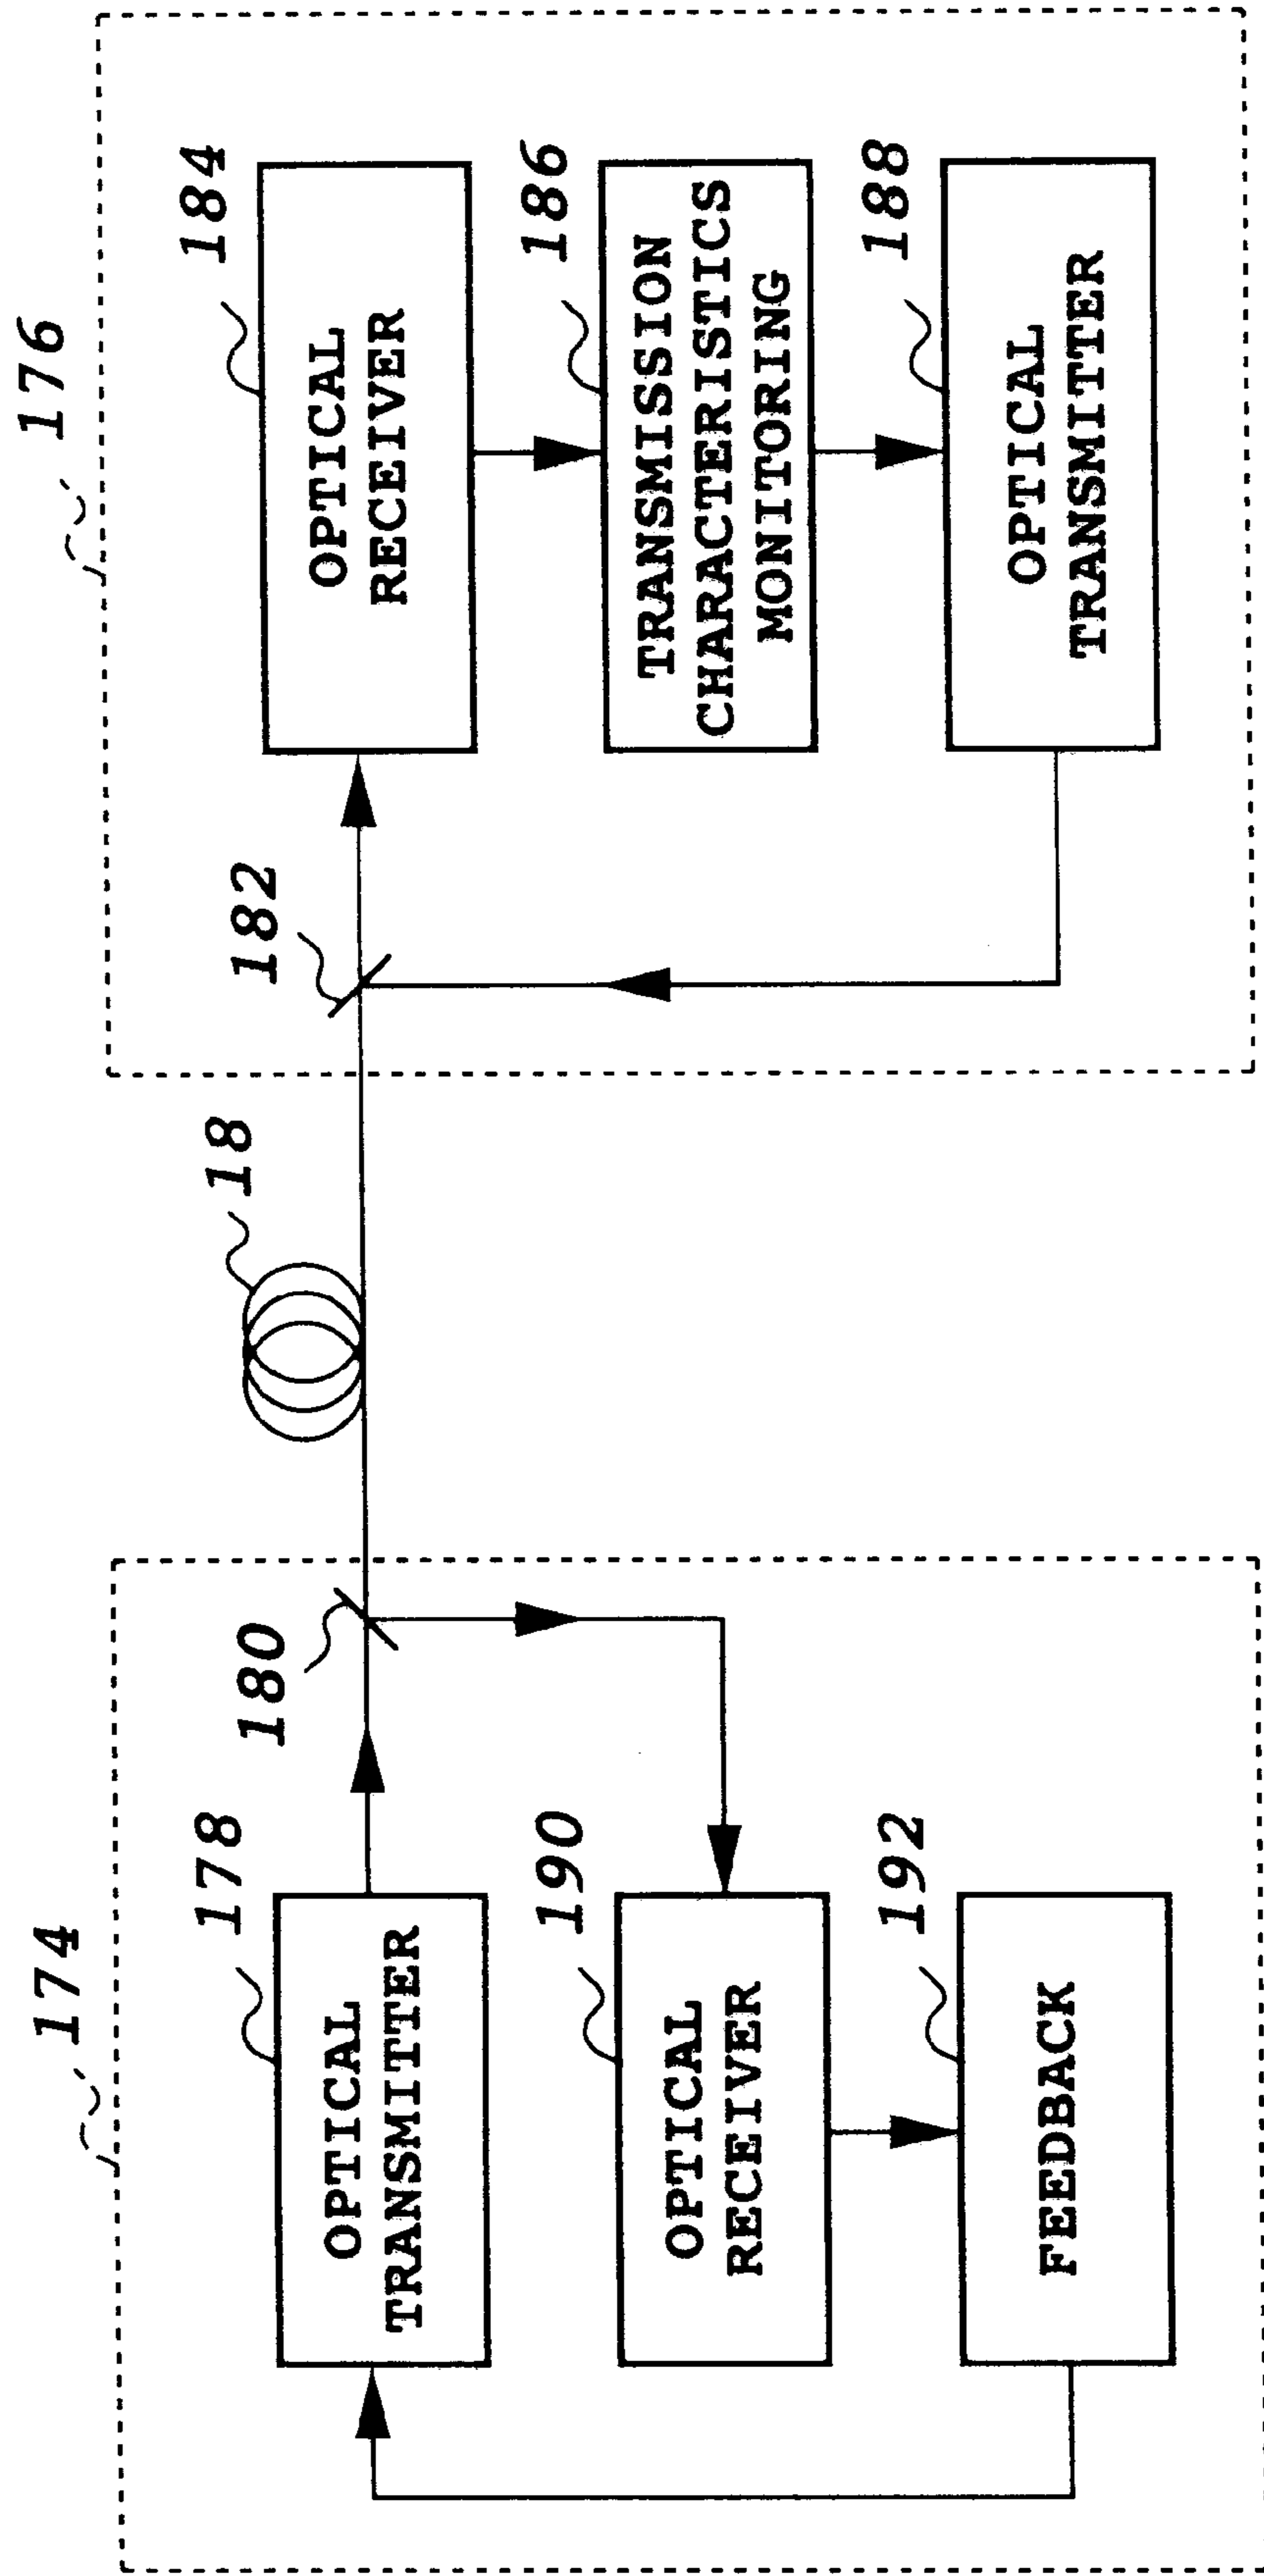 174
178
OPTICAL
TRANSMITTER
180
190
OPTICAL
RECEIVER
192
FEEDBACK
18
176
182
184
OPTICAL
RECEIVER
186
TRANSMISSION
CHARACTERISTICS
MONITORING
188
OPTICAL
TRANSMITTER